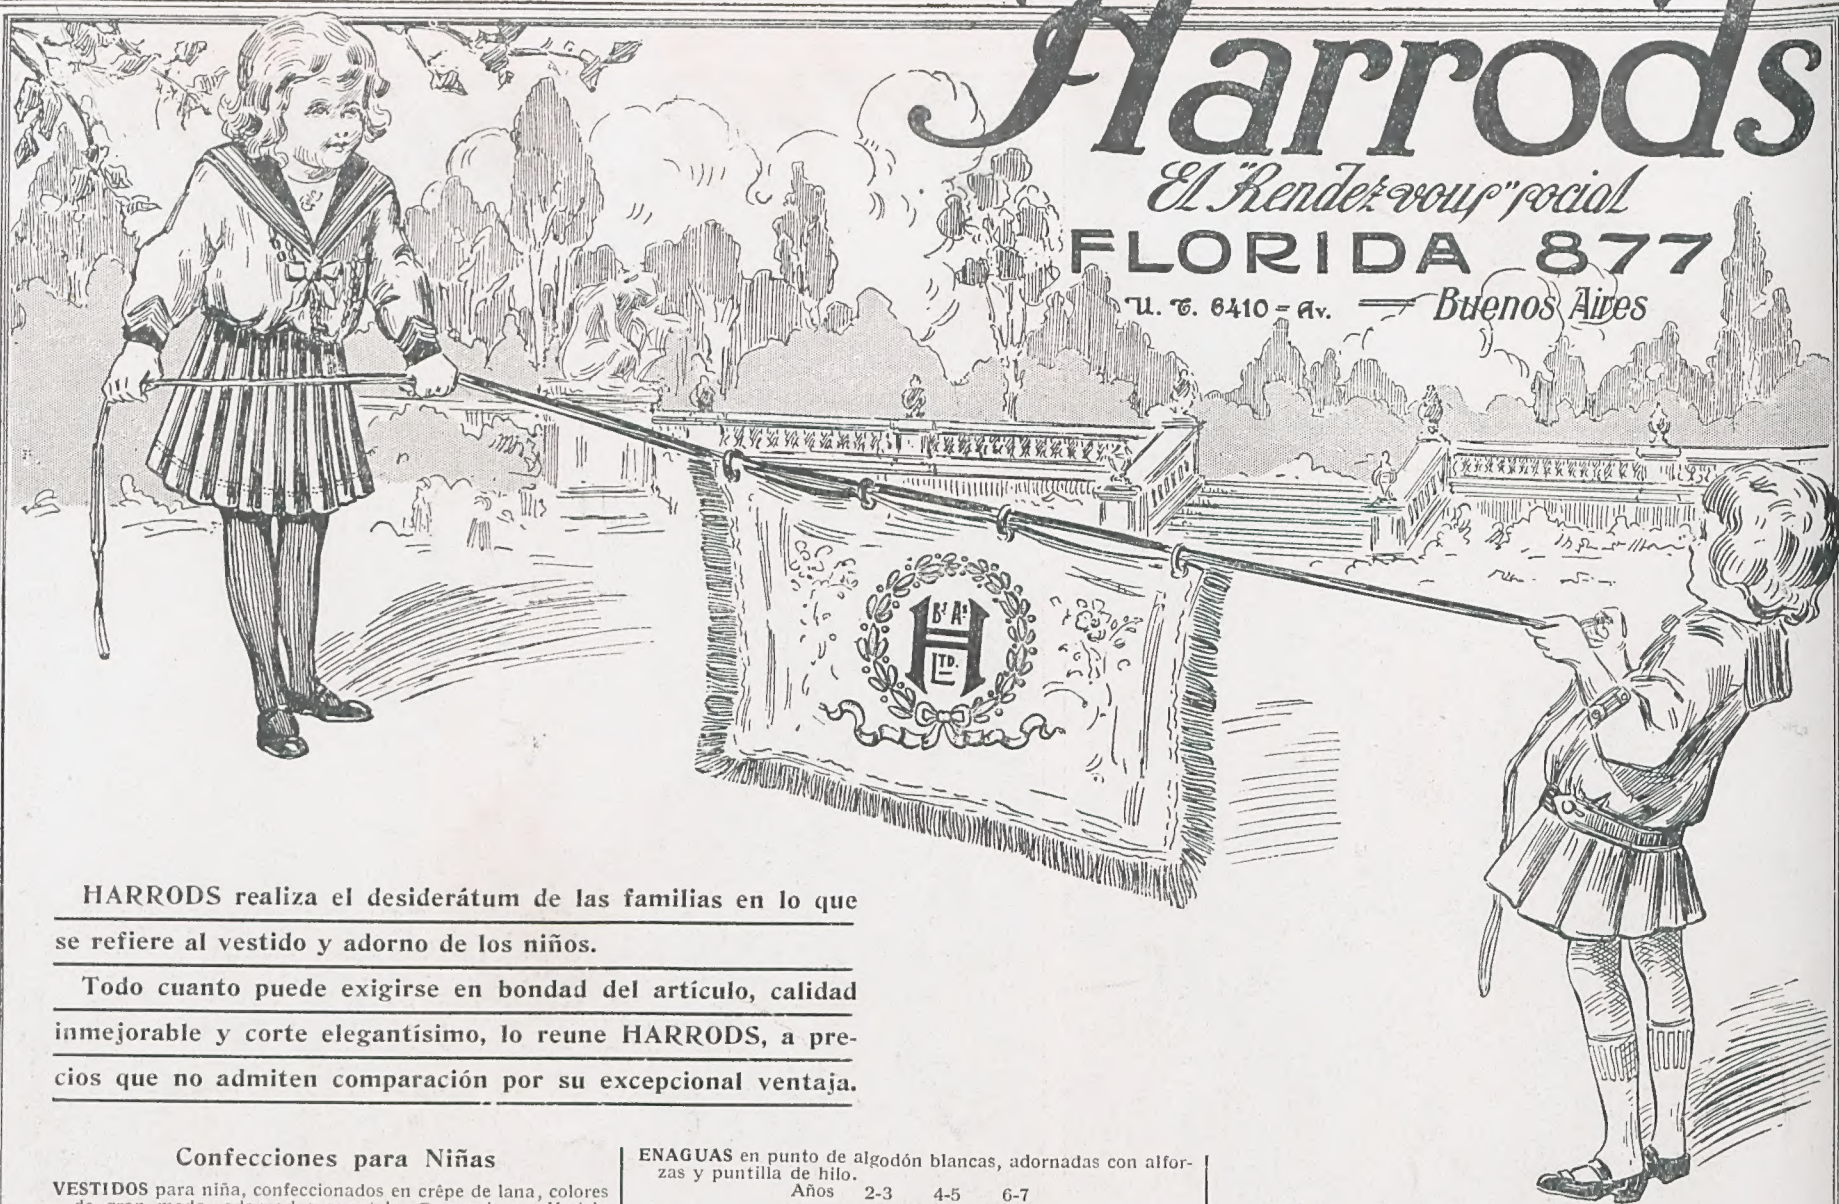 Harrods
El "Rendez-vous" social
FLORIDA 877
U. T. 6410 = Av. Buenos Aires
Bs As
H
LTD.
HARRODS realiza el desiderátum de las familias en lo que
se refiere al vestido y adorno de los niños.
Todo cuanto puede exigirse en bondad del artículo, calidad
inmejorable y corte elegantísimo, lo reune HARRODS, a pre-
cios que no admiten comparación por su excepcional ventaja.
Confecciones para Niñas
VESTIDOS para niña, confeccionados en crêpe de lana, colores
ENAGUAS en punto de algodón blancas, adornadas con alfor-
zas y puntilla de hilo.
Años 2-3 4-5 6-7